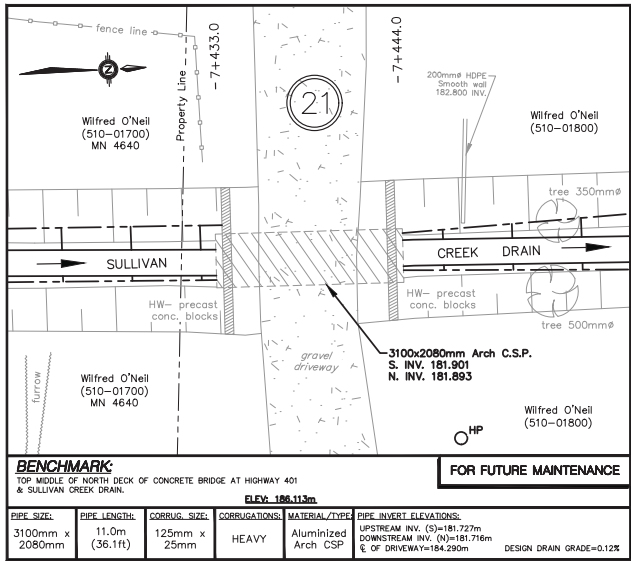 fence line
-7+433.0
-7+444.0
Property Line
Z
21
200mmø HDPE
Smooth wall
182.800 INV.
Wilfred O'Neil
(510-01700)
MN 4640
Wilfred O'Neil
(510-01800)
tree 350mmø
SULLIVAN
CREEK DRAIN
HW- precast
conc. blocks
HW- precast
conc. blocks
tree 500mmø
3100x2080mm Arch C.S.P.
S. INV. 181.901
N. INV. 181.893
gravel
driveway
furrow
Wilfred O'Neil
(510-01700)
MN 4640
Wilfred O'Neil
(510-01800)
HP
BENCHMARK:
TOP MIDDLE OF NORTH DECK OF CONCRETE BRIDGE AT HIGHWAY 401
& SULLIVAN CREEK DRAIN.
ELEV: 186.113m
FOR FUTURE MAINTENANCE
PIPE SIZE:
3100mm x
2080mm
PIPE LENGTH:
11.0m
(36.1ft)
CORRUG. SIZE:
125mm x
25mm
CORRUGATIONS:
HEAVY
MATERIAL/TYPE:
Aluminized
Arch CSP
PIPE INVERT ELEVATIONS:
UPSTREAM INV. (S)=181.727m
DOWNSTREAM INV. (N)=181.716m
℄ OF DRIVEWAY=184.290m
DESIGN DRAIN GRADE=0.12%